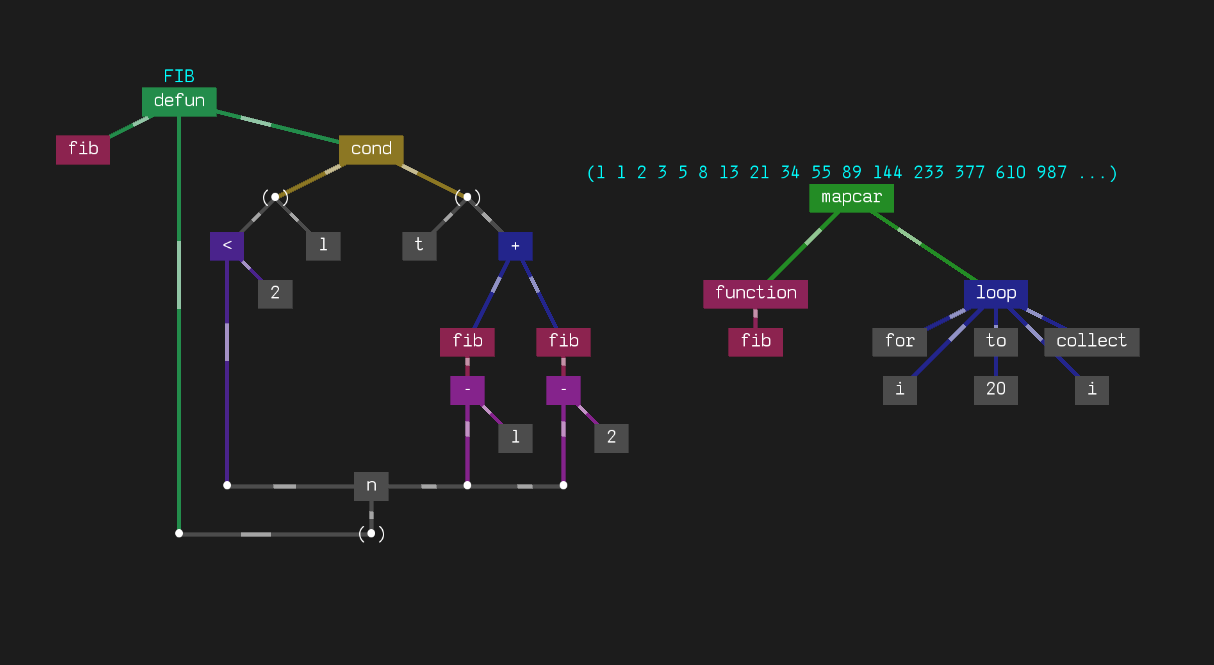 FIB
defun
fib
cond
(1 1 2 3 5 8 13 21 34 55 89 144 233 377 610 987 ...)
mapcar
( )
( )
<
1
t
+
2
function
loop
fib
fib
fib
for
to
collect
-
-
i
20
i
1
2
n
( )